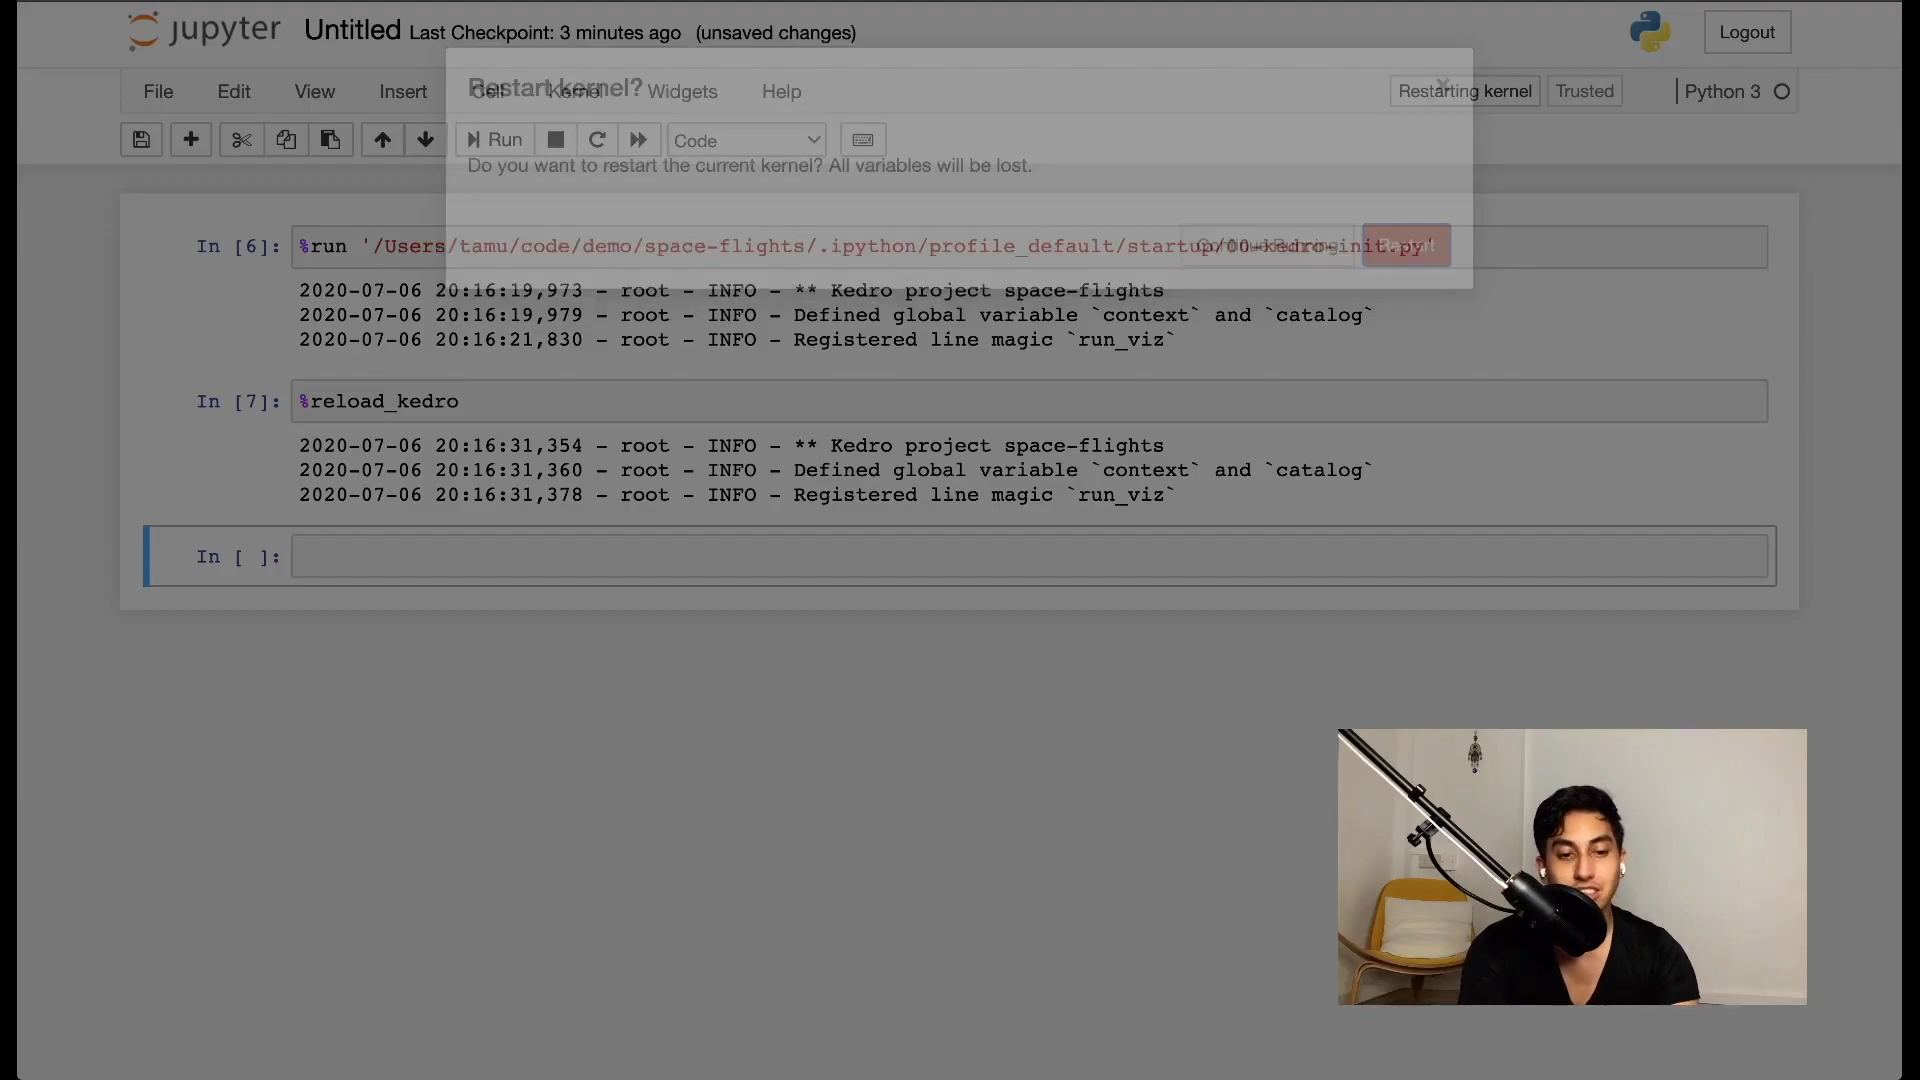 jupyter Untitled Last Checkpoint: 3 minutes ago (unsaved changes)
Logout
File Edit View Insert Cell Kernel Widgets Help
Restart kernel?
×
Restarting kernel Trusted Python 3
Run Code
Do you want to restart the current kernel? All variables will be lost.
Continue Running Restart
In [6]: %run '/Users/tamu/code/demo/space-flights/.ipython/profile_default/startup/00-kedro-init.py'
2020-07-06 20:16:19,973 - root - INFO - ** Kedro project space-flights
2020-07-06 20:16:19,979 - root - INFO - Defined global variable `context` and `catalog`
2020-07-06 20:16:21,830 - root - INFO - Registered line magic `run_viz`
In [7]: %reload_kedro
2020-07-06 20:16:31,354 - root - INFO - ** Kedro project space-flights
2020-07-06 20:16:31,360 - root - INFO - Defined global variable `context` and `catalog`
2020-07-06 20:16:31,378 - root - INFO - Registered line magic `run_viz`
In [ ]: